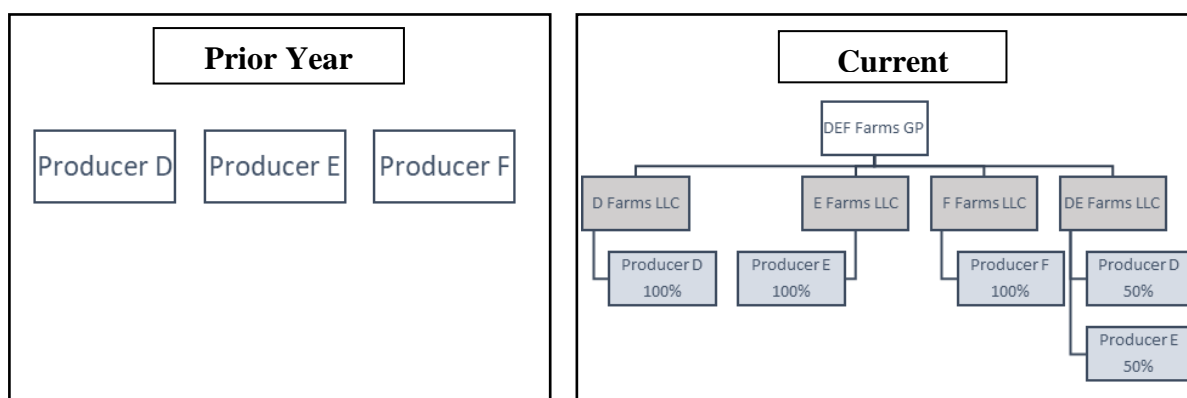 Prior Year
Producer D
Producer E
Producer F
Current
DEF Farms GP
D Farms LLC
E Farms LLC
F Farms LLC
DE Farms LLC
Producer D
100%
Producer E
100%
Producer F
100%
Producer D
50%
Producer E
50%